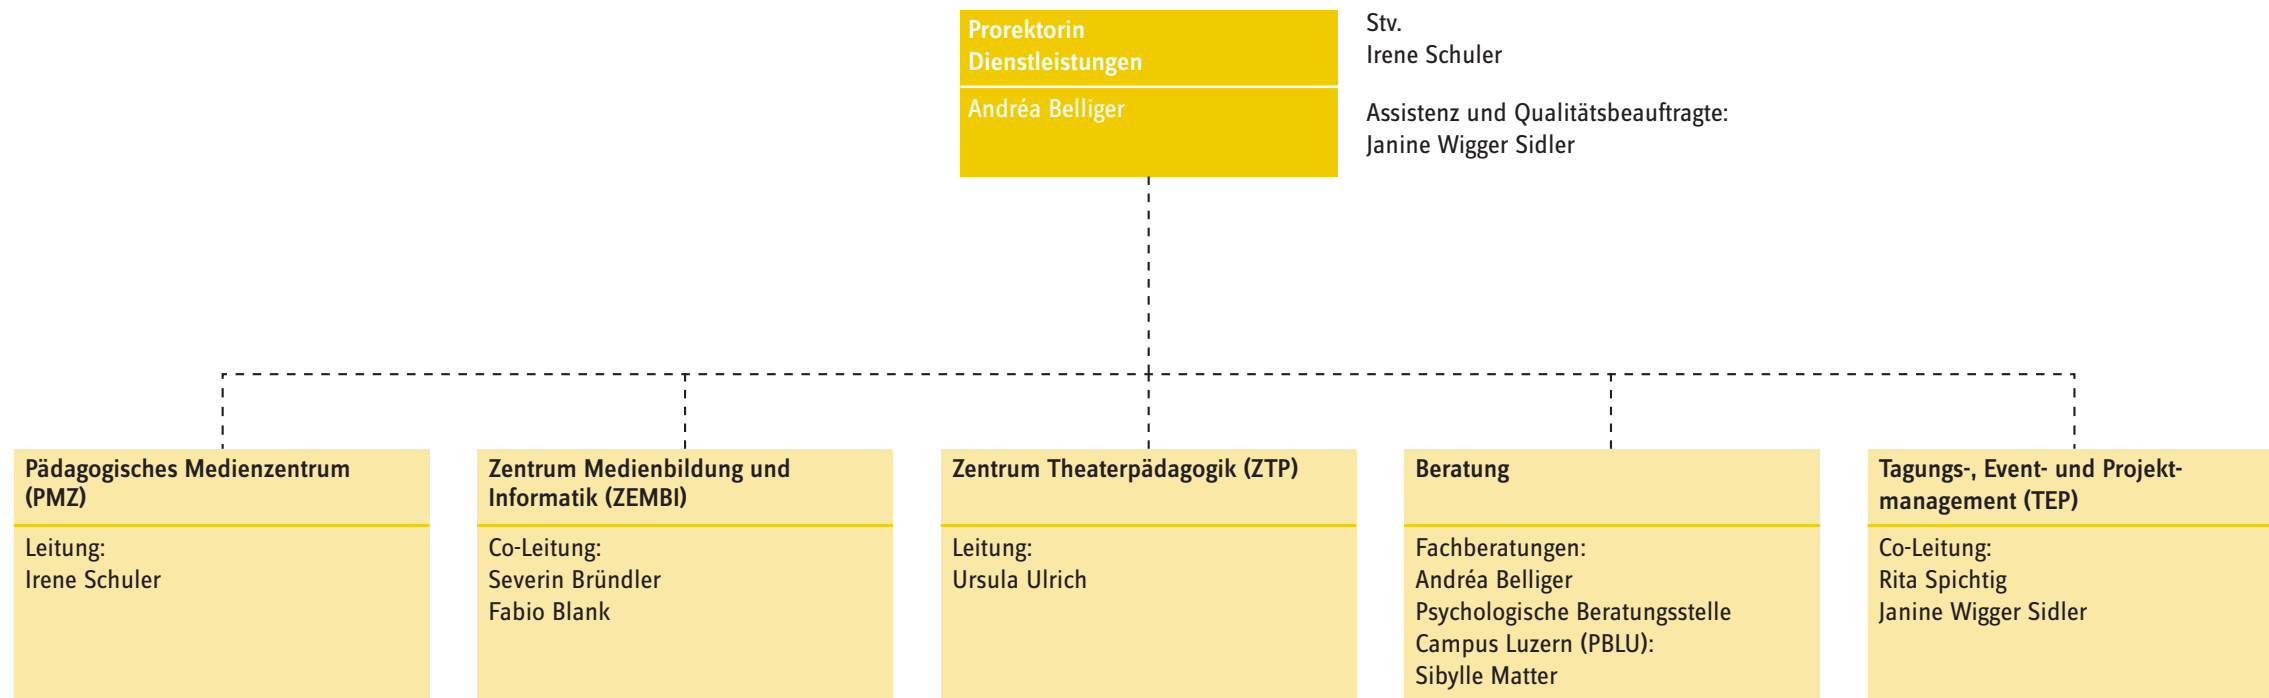 Prorektorin
Dienstleistungen
Andréa Belliger
Stv.
Irene Schuler
Assistenz und Qualitätsbeauftragte:
Janine Wigger Sidler
Pädagogisches Medienzentrum
(PMZ)
Leitung:
Irene Schuler
Zentrum Medienbildung und
Informatik (ZEMBI)
Co-Leitung:
Severin Bründler
Fabio Blank
Zentrum Theaterpädagogik (ZTP)
Leitung:
Ursula Ulrich
Beratung
Fachberatungen:
Andréa Belliger
Psychologische Beratungsstelle
Campus Luzern (PBLU):
Sibylle Matter
Tagungs-, Event- und Projekt-
management (TEP)
Co-Leitung:
Rita Spichtig
Janine Wigger Sidler